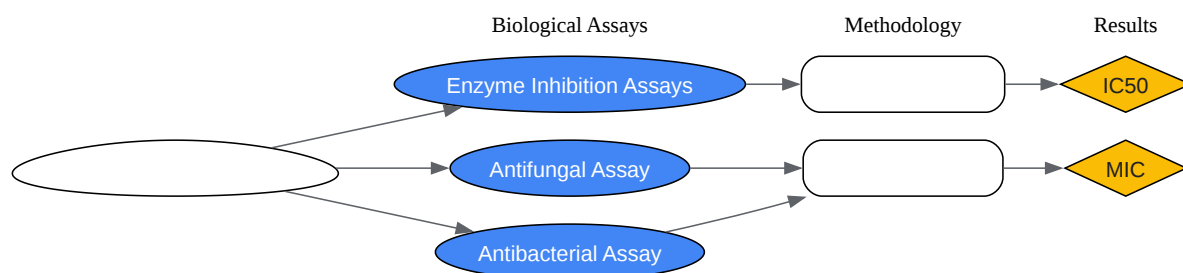 Biological Assays
Methodology
Results
Enzyme Inhibition Assays
IC50
Antifungal Assay
MIC
Antibacterial Assay